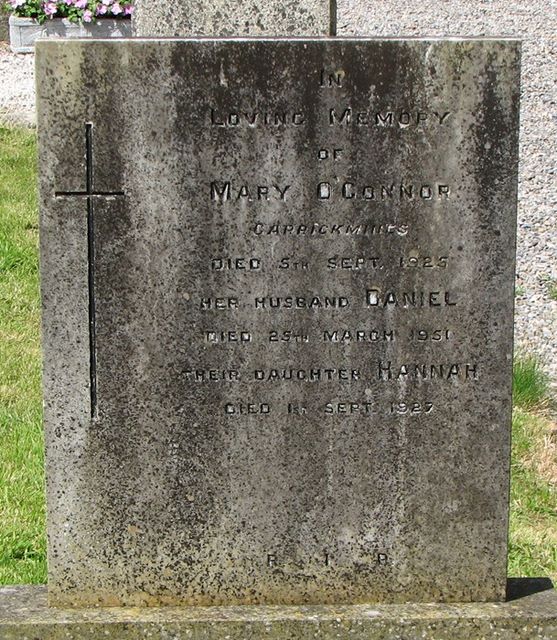 IN
LOVING MEMORY
OF
MARY O'CONNOR
CARRICKMINES
DIED 5TH SEPT. 1925
HER HUSBAND DANIEL
DIED 25TH MARCH 1951
THEIR DAUGHTER HANNAH
DIED 1ST SEPT. 1927
R I P